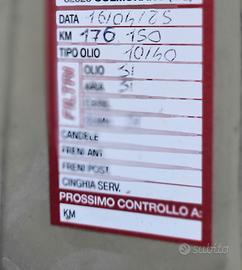 DATA 16/04/25
KM 176 150
TIPO OLIO 10/40
FILTRI
OLIO SI
ARIA SI
CANDELE
FRENI ANT
FRENI POST
CINGHIA SERV.
PROSSIMO CONTROLLO A:
KM
subito